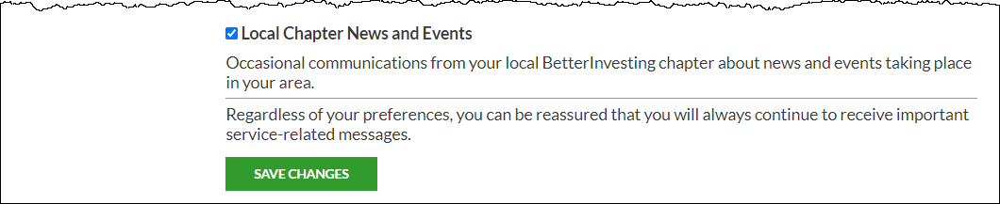 Local Chapter News and Events
Occasional communications from your local BetterInvesting chapter about news and events taking place
in your area.
Regardless of your preferences, you can be reassured that you will always continue to receive important
service-related messages.
SAVE CHANGES